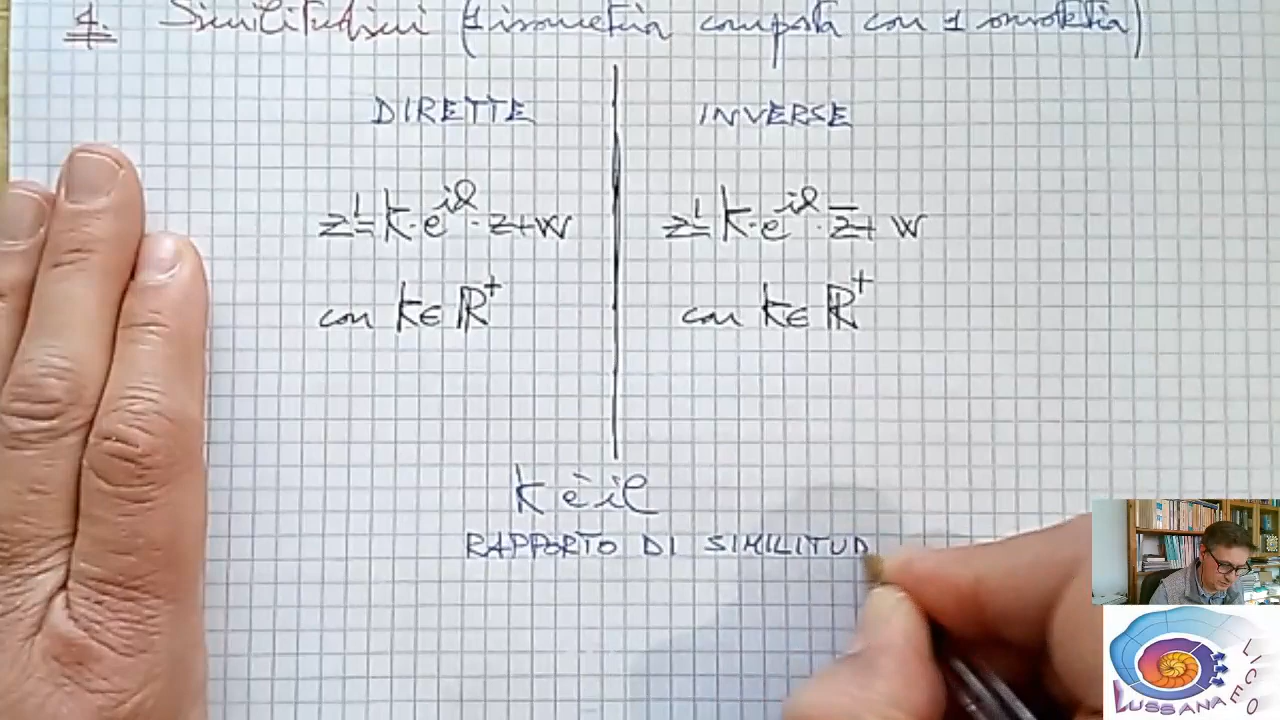 4. Similitudini (1 isometria composta con 1 omotetia)
DIRETTE
INVERSE
z' = k·e^{iϑ}·z+w
z' = k·e^{iϑ}·z̅+w
con k∈ℝ⁺
con k∈ℝ⁺
k è il
RAPPORTO DI SIMILITUD
LUSSANA
LICEO